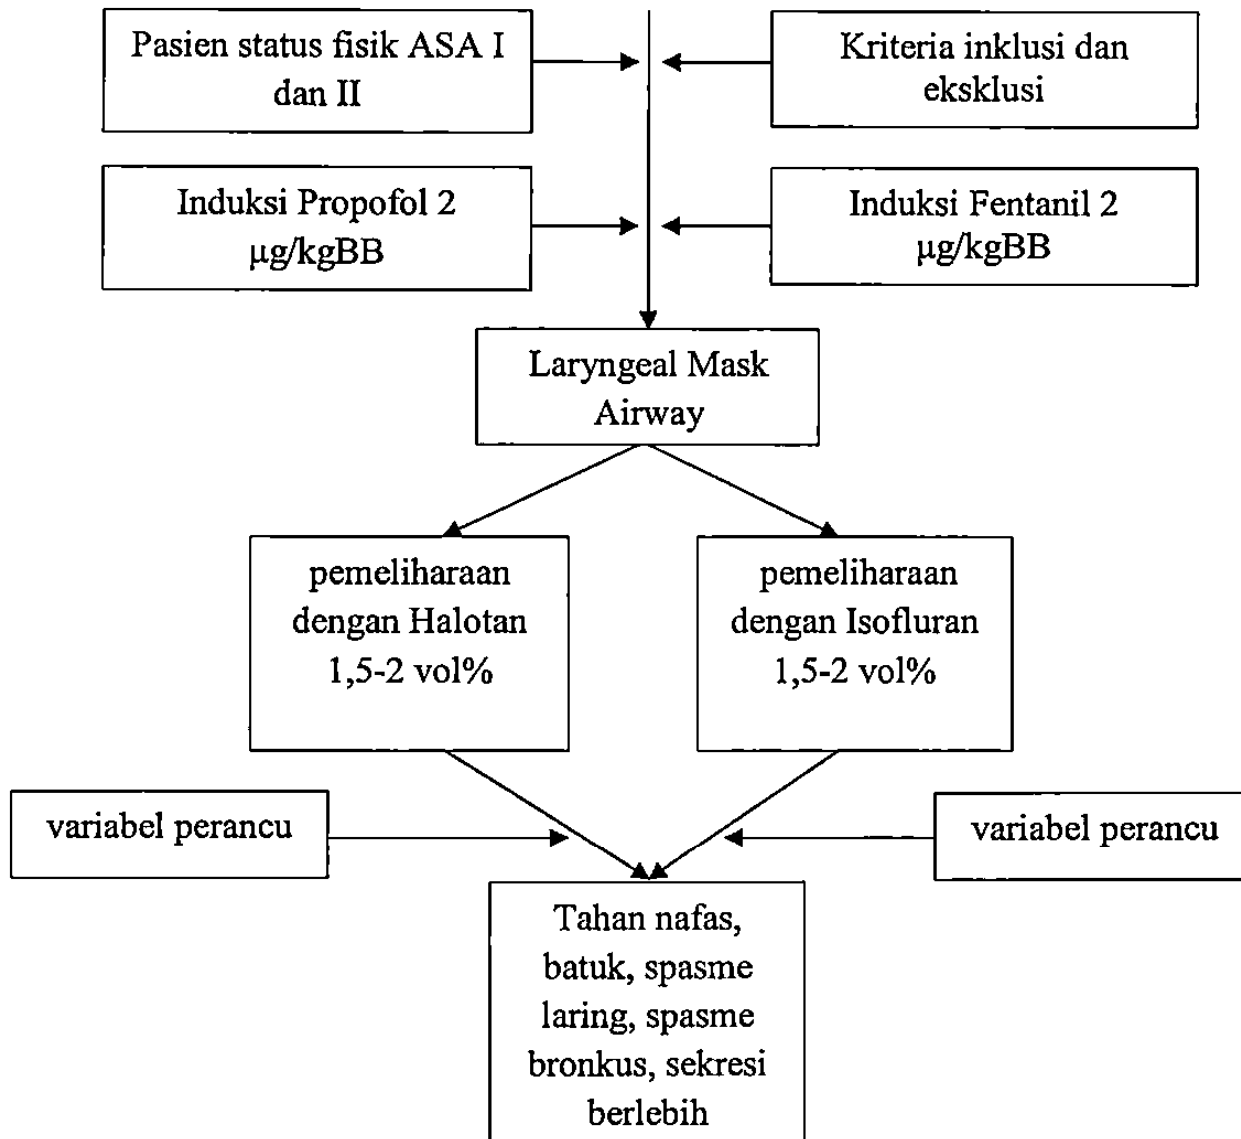 Pasien status fisik ASA I
dan II
Kriteria inklusi dan
eksklusi
Induksi Propofol 2
µg/kgBB
Induksi Fentanil 2
µg/kgBB
Laryngeal Mask
Airway
pemeliharaan
dengan Halotan
1,5-2 vol%
pemeliharaan
dengan Isofluran
1,5-2 vol%
variabel perancu
variabel perancu
Tahan nafas,
batuk, spasme
laring, spasme
bronkus, sekresi
berlebih